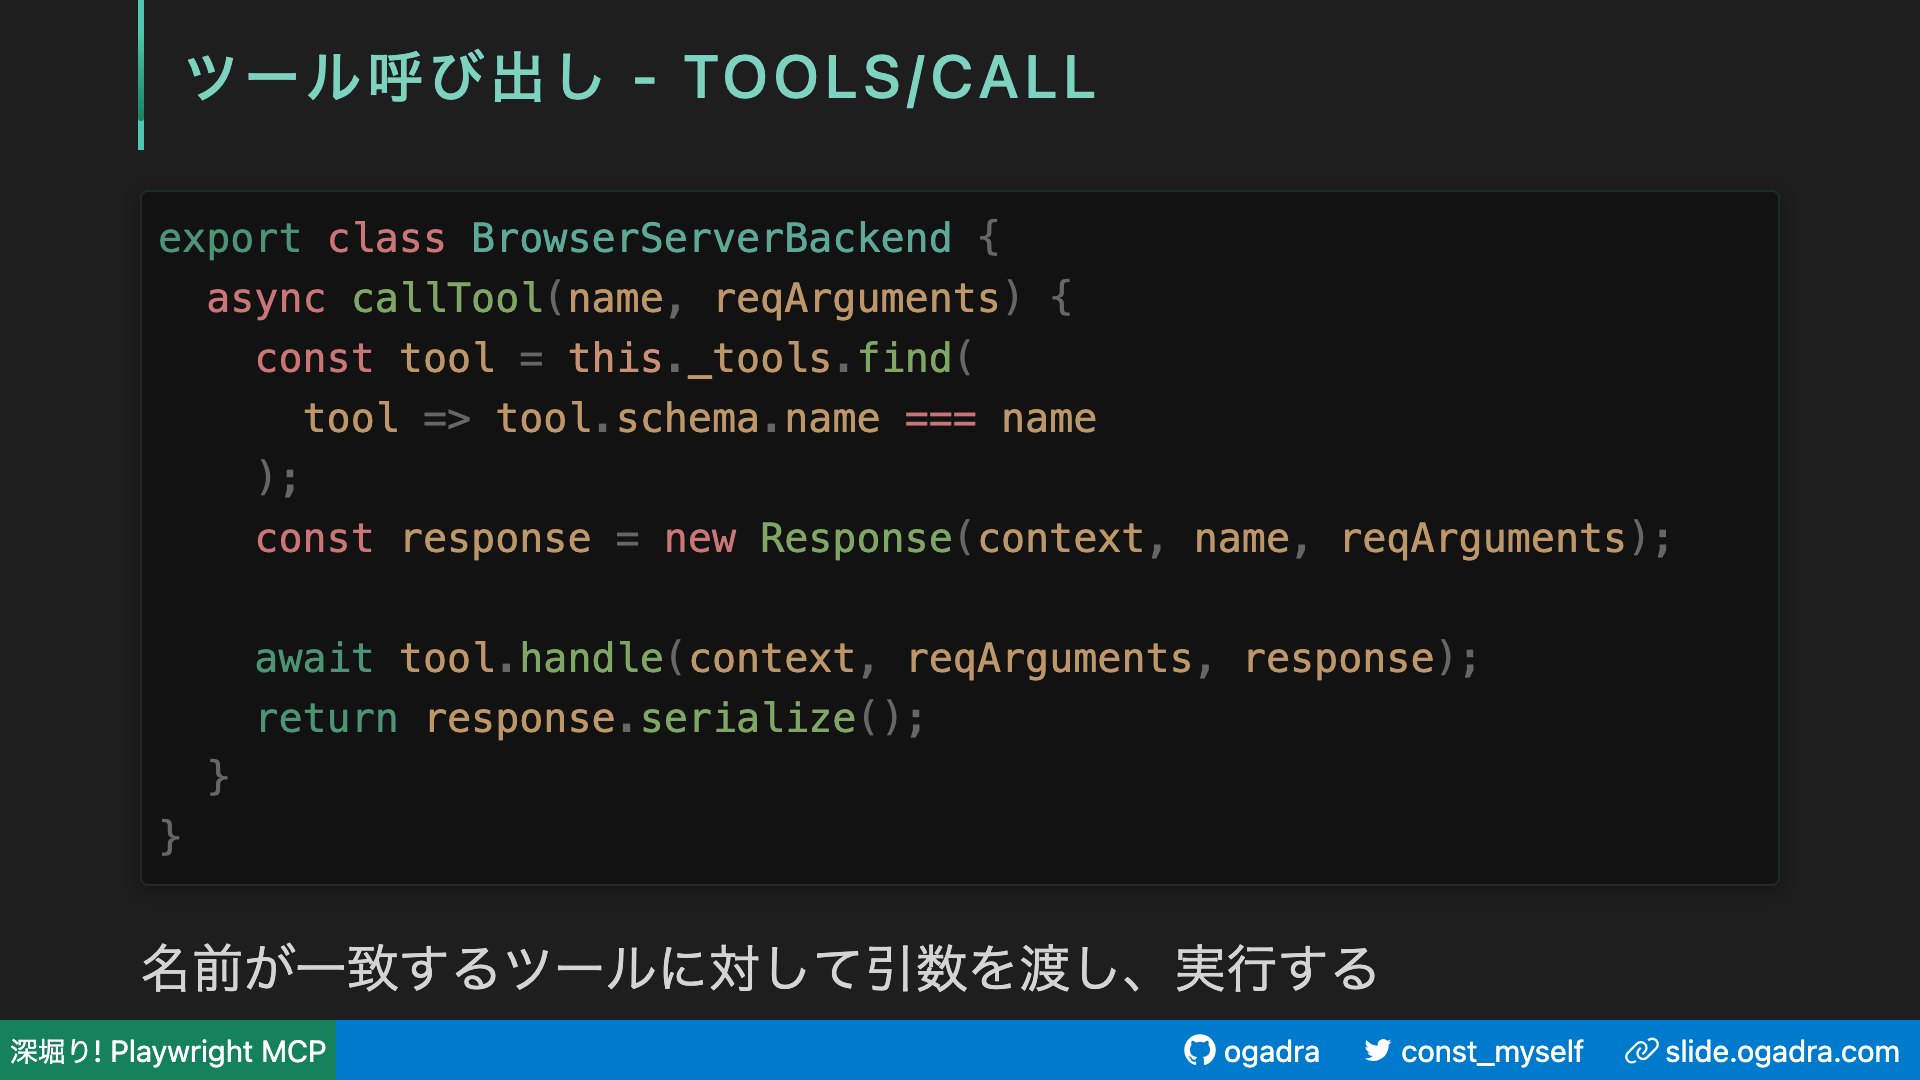 ツール呼び出し - TOOLS/CALL
export class BrowserServerBackend {
  async callTool(name, reqArguments) {
    const tool = this._tools.find(
      tool => tool.schema.name === name
    );
    const response = new Response(context, name, reqArguments);

    await tool.handle(context, reqArguments, response);
    return response.serialize();
  }
}
名前が一致するツールに対して引数を渡し、実行する
深堀り! Playwright MCP
ogadra
const_myself
slide.ogadra.com